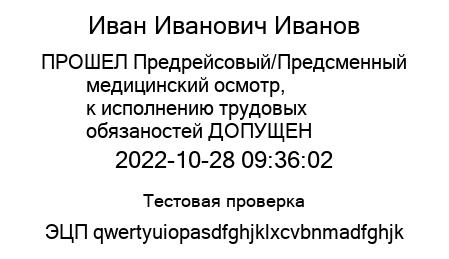 Иван Иванович Иванов
ПРОШЕЛ Предрейсовый/Предсменный
медицинский осмотр,
к исполнению трудовых
обязаностей ДОПУЩЕН
2022-10-28 09:36:02
Тестовая проверка
ЭЦП qwertyuiopasdfghjklxcvbnmadfghjk